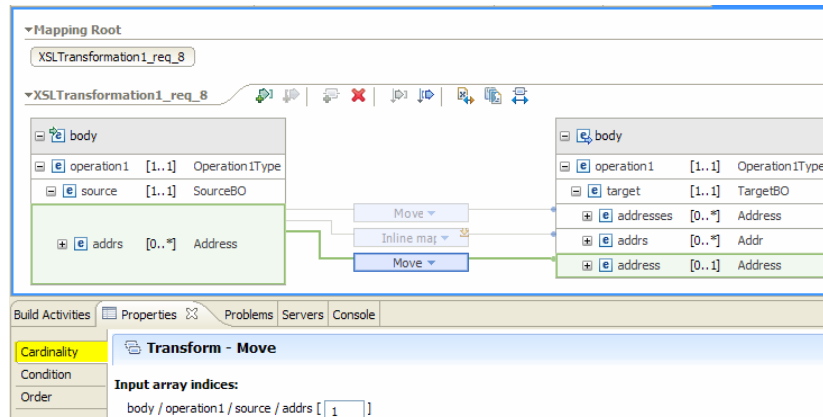 Mapping Root
XSLTransformation1_req_8
XSLTransformation1_req_8
body
body
e operation1 [1..1] Operation1Type
e operation1 [1..1] Operation1Type
e source [1..1] SourceBO
e target [1..1] TargetBO
Move
e addresses [0..*] Address
e addrs [0..*] Address
Inline map
e addrs [0..*] Addr
Move
e address [0..1] Address
Build Activities Properties Problems Servers Console
Cardinality
Transform - Move
Condition
Input array indices:
Order
body / operation1 / source / addrs [ 1 ]